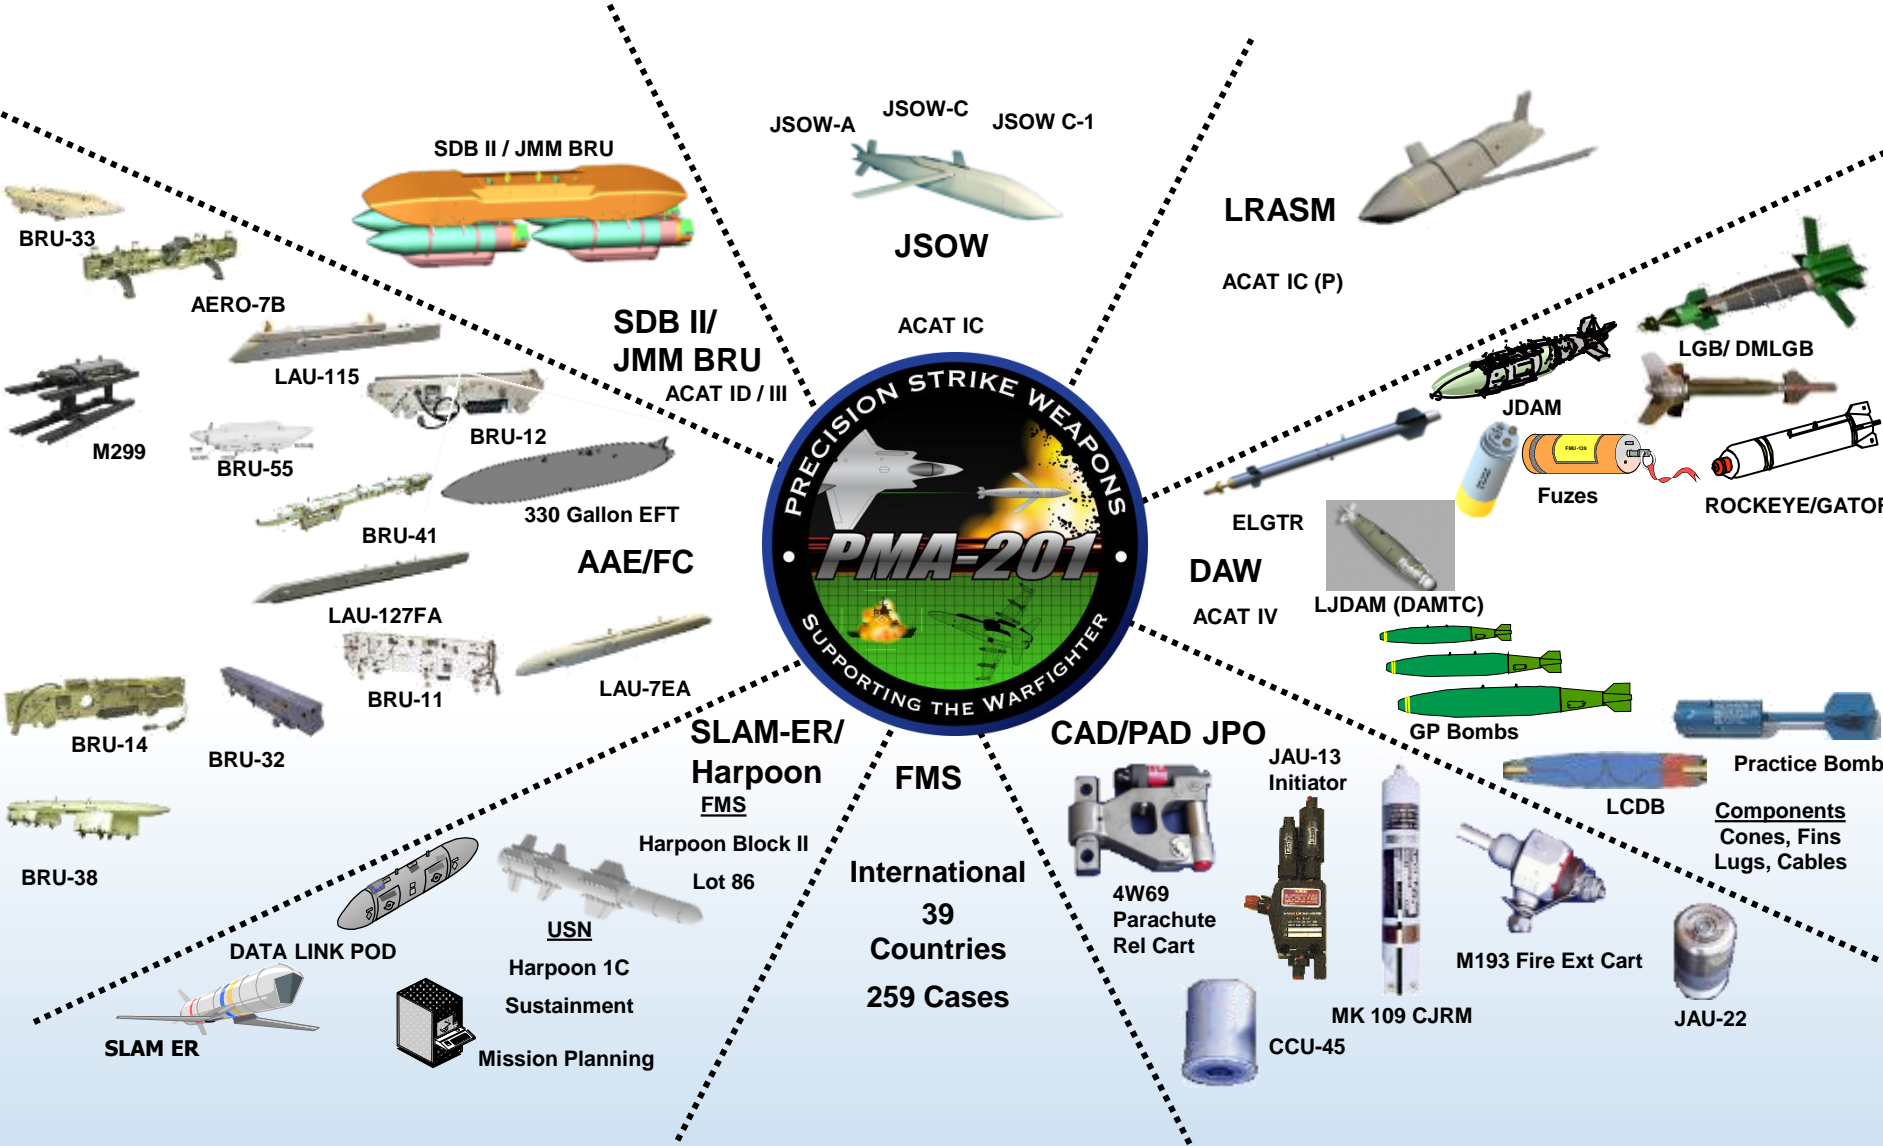 SDB II / JMM BRU
SDB II/
JMM BRU
ACAT ID / III
JSOW-A
JSOW-C
JSOW C-1
JSOW
ACAT IC
LRASM
ACAT IC (P)
BRU-33
AERO-7B
LAU-115
M299
BRU-12
BRU-55
330 Gallon EFT
BRU-41
AAE/FC
LAU-127FA
BRU-11
LAU-7EA
BRU-14
BRU-32
BRU-38
PRECISION STRIKE WEAPONS
PMA-201
SUPPORTING THE WARFIGHTER
LGB/ DMLGB
JDAM
FMU-139
Fuzes
ROCKEYE/GATOR
ELGTR
DAW
ACAT IV
LJDAM (DAMTC)
GP Bombs
Practice Bomb
LCDB
Components
Cones, Fins
Lugs, Cables
SLAM-ER/
Harpoon
FMS
Harpoon Block II
Lot 86
USN
Harpoon 1C
Sustainment
Mission Planning
DATA LINK POD
SLAM ER
FMS
International
39
Countries
259 Cases
CAD/PAD JPO
JAU-13
Initiator
4W69
Parachute
Rel Cart
MK 109 CJRM
M193 Fire Ext Cart
JAU-22
CCU-45